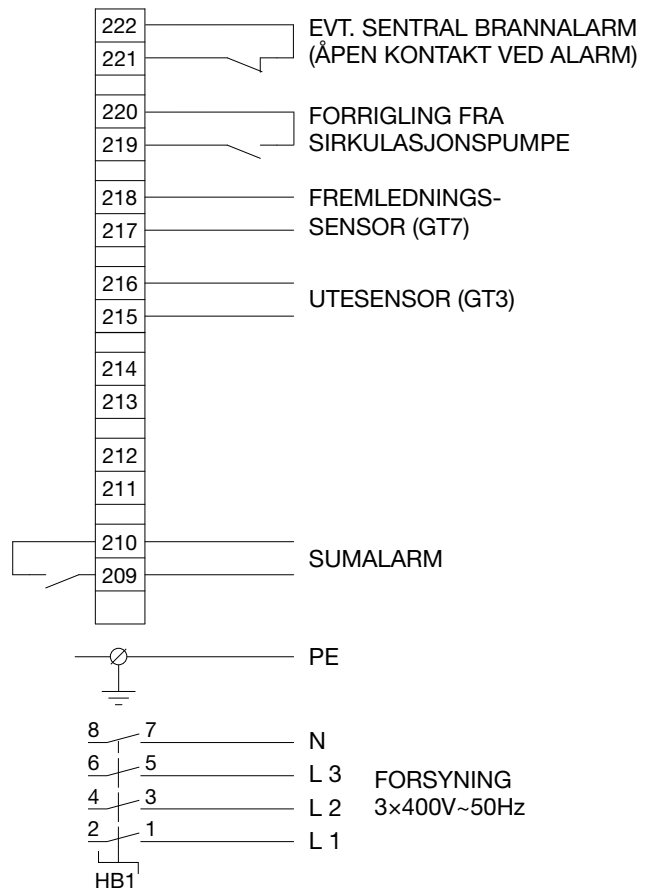 222
221
EVT. SENTRAL BRANNALARM
(ÅPEN KONTAKT VED ALARM)
220
219
FORRIGLING FRA
SIRKULASJONSPUMPE
218
217
FREMLEDNINGS-
SENSOR (GT7)
216
215
UTESENSOR (GT3)
214
213
212
211
210
209
SUMALARM
PE
8 7 N
6 5 L 3
4 3 L 2
2 1 L 1
FORSYNING
3×400V~50Hz
HB1